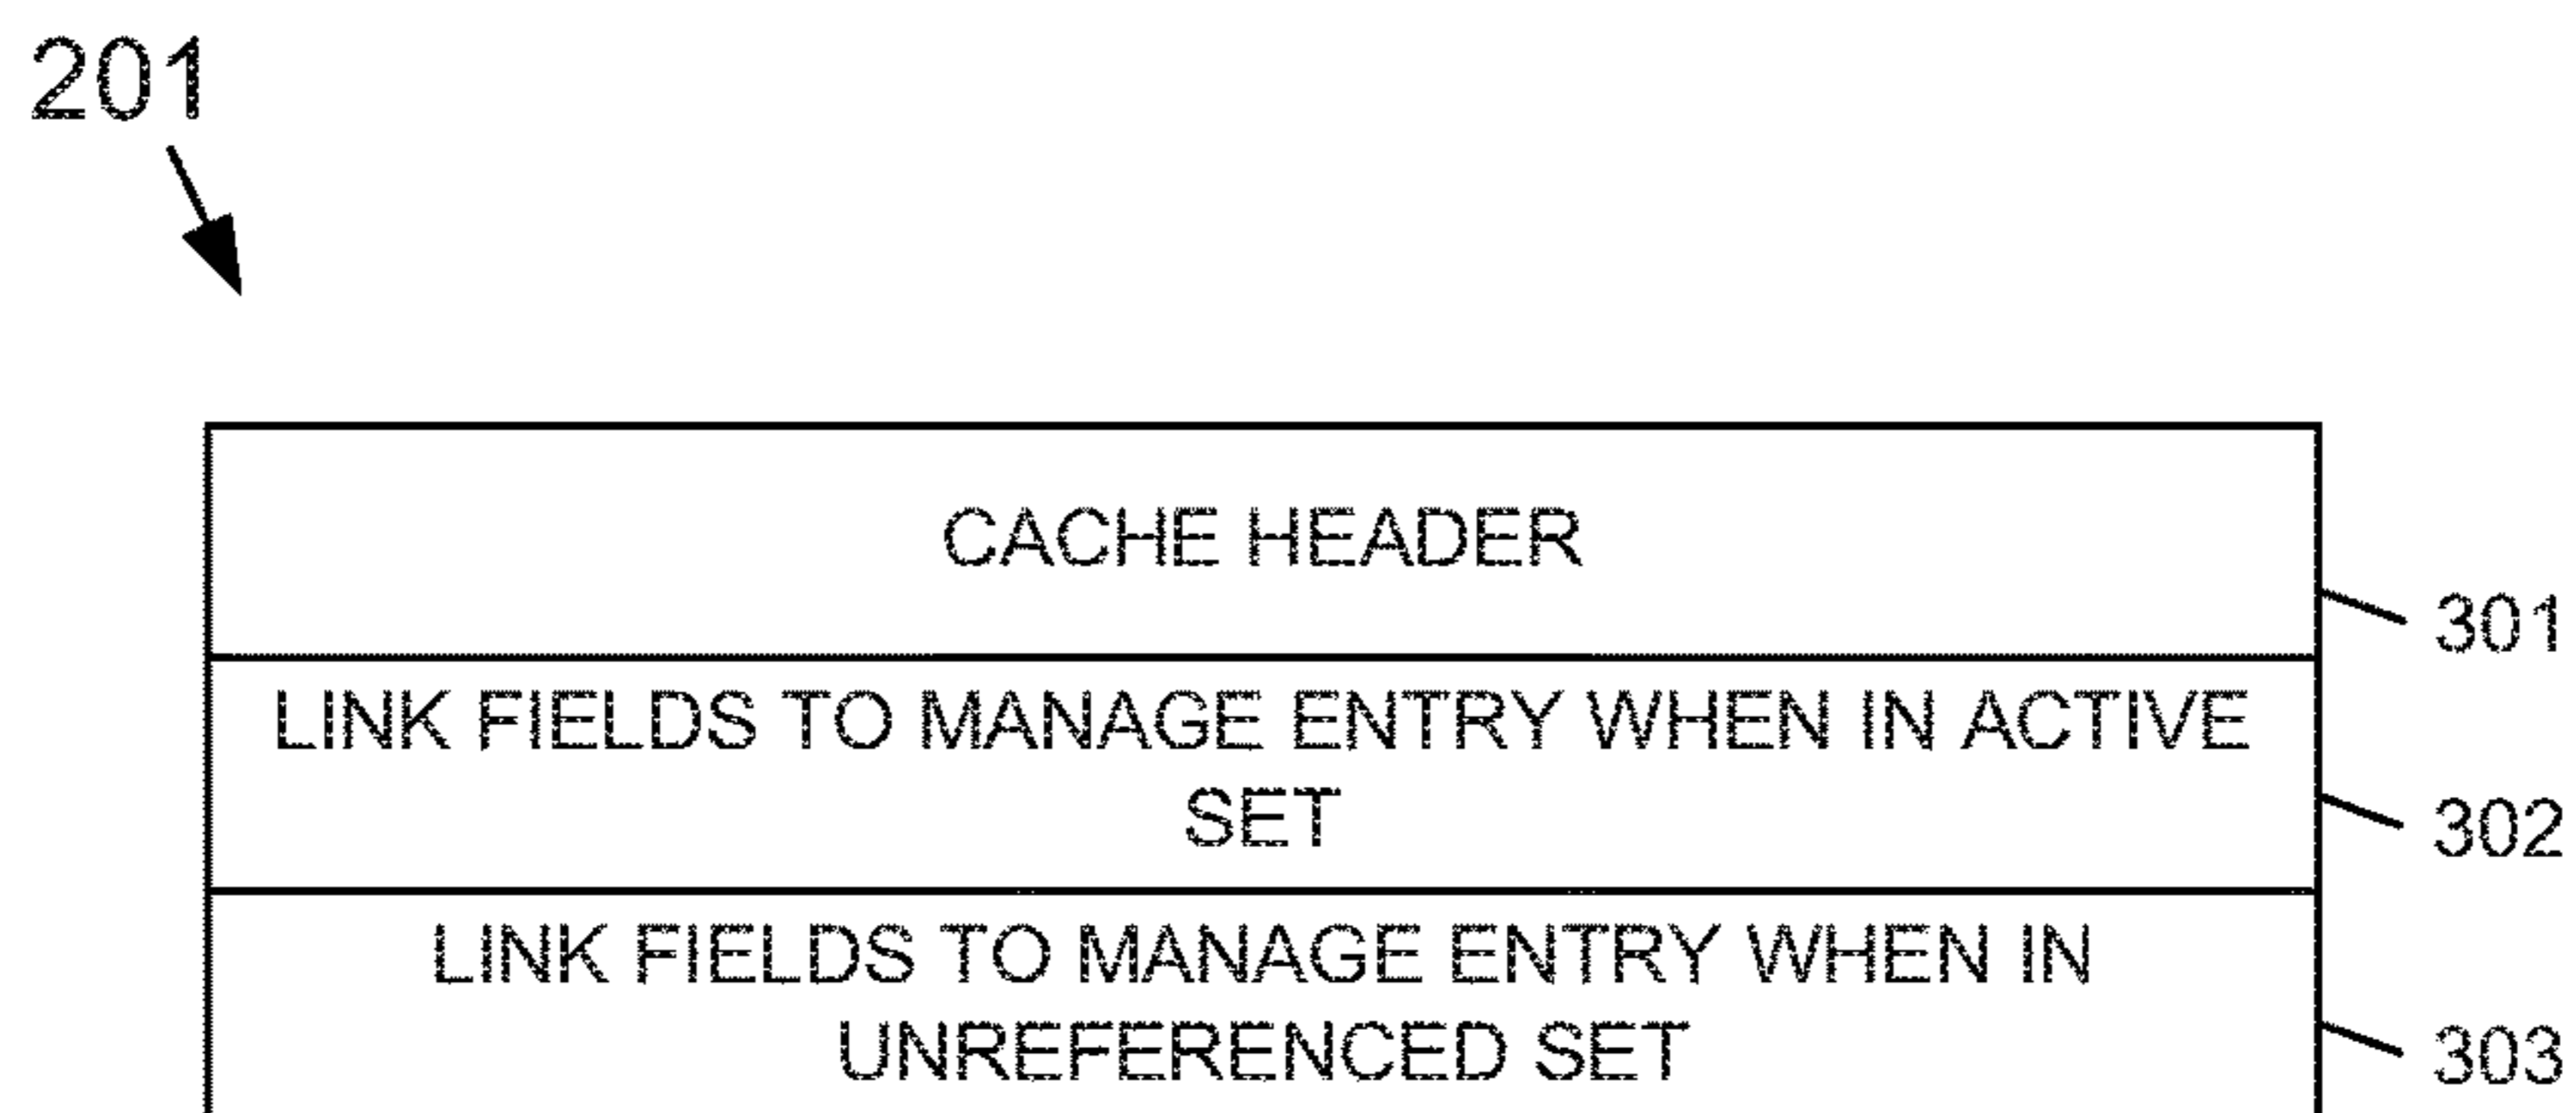 201
CACHE HEADER
301
LINK FIELDS TO MANAGE ENTRY WHEN IN ACTIVE
SET
302
LINK FIELDS TO MANAGE ENTRY WHEN IN
UNREFERENCED SET
303